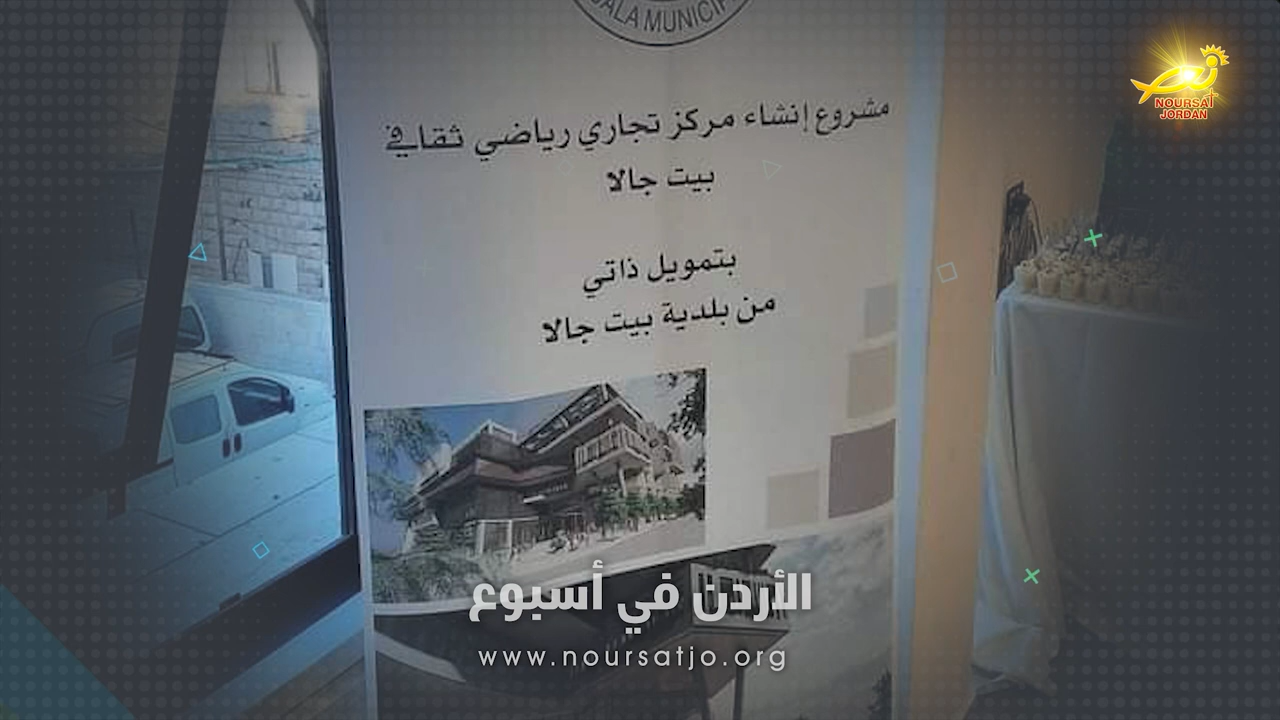 JALA MUNICIP
NOURSAT
JORDAN
مشروع إنشاء مركز تجاري رياضي ثقافي
بيت جالا
بتمويل ذاتي
من بلدية بيت جالا
الأردن في أسبوع
www.noursatjo.org